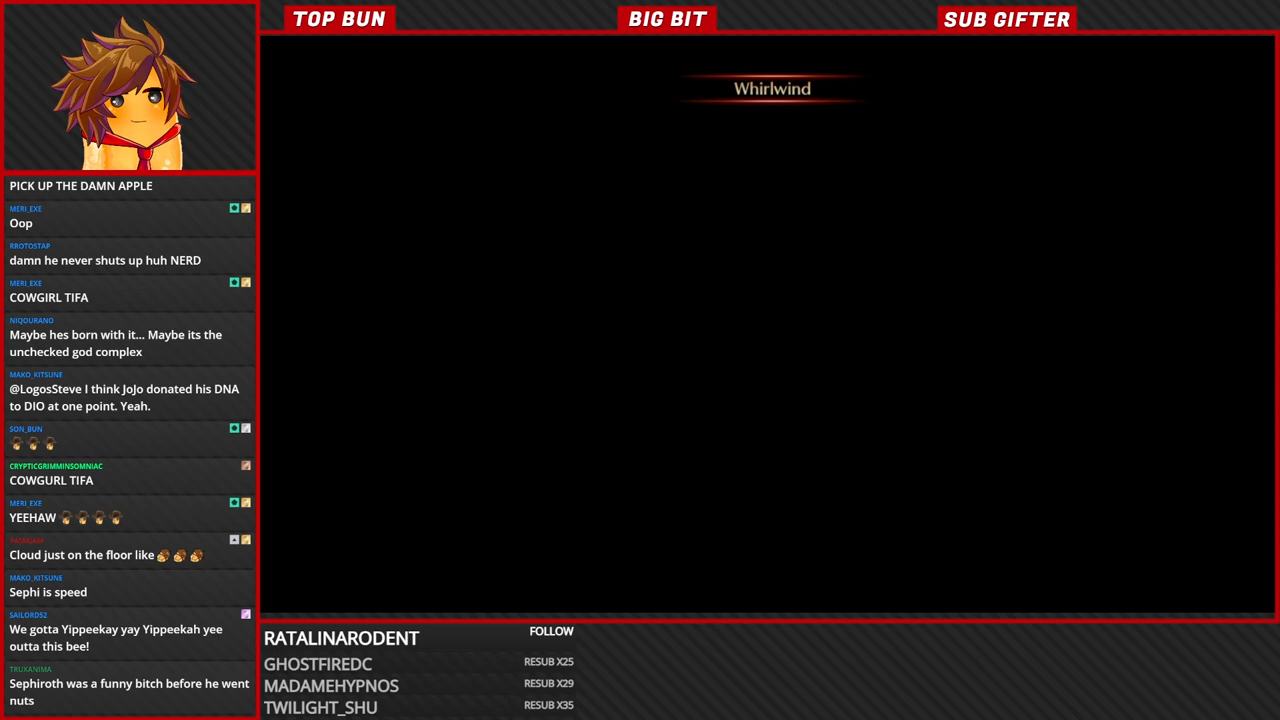 TOP BUN
BIG BIT
SUB GIFTER
Whirlwind
PICK UP THE DAMN APPLE
MERI_EXE
Oop
RROTOSTAP
damn he never shuts up huh NERD
MERI_EXE
COWGIRL TIFA
NIQOURANO
Maybe hes born with it... Maybe its the
unchecked god complex
MAKO_KITSUNE
@LogosSteve I think JoJo donated his DNA
to DIO at one point. Yeah.
SON_BUN
CRYPTICGRIMMINSOMNIAC
COWGURL TIFA
MERI_EXE
YEEHAW
Cloud just on the floor like
MAKO_KITSUNE
Sephi is speed
SAILORD52
We gotta Yippeekay yay Yippeekah yee
outta this bee!
TRUXANIMA
Sephiroth was a funny bitch before he went
nuts
RATALINARODENT FOLLOW
GHOSTFIREDC RESUB X25
MADAMEHYPNOS RESUB X29
TWILIGHT_SHU RESUB X35